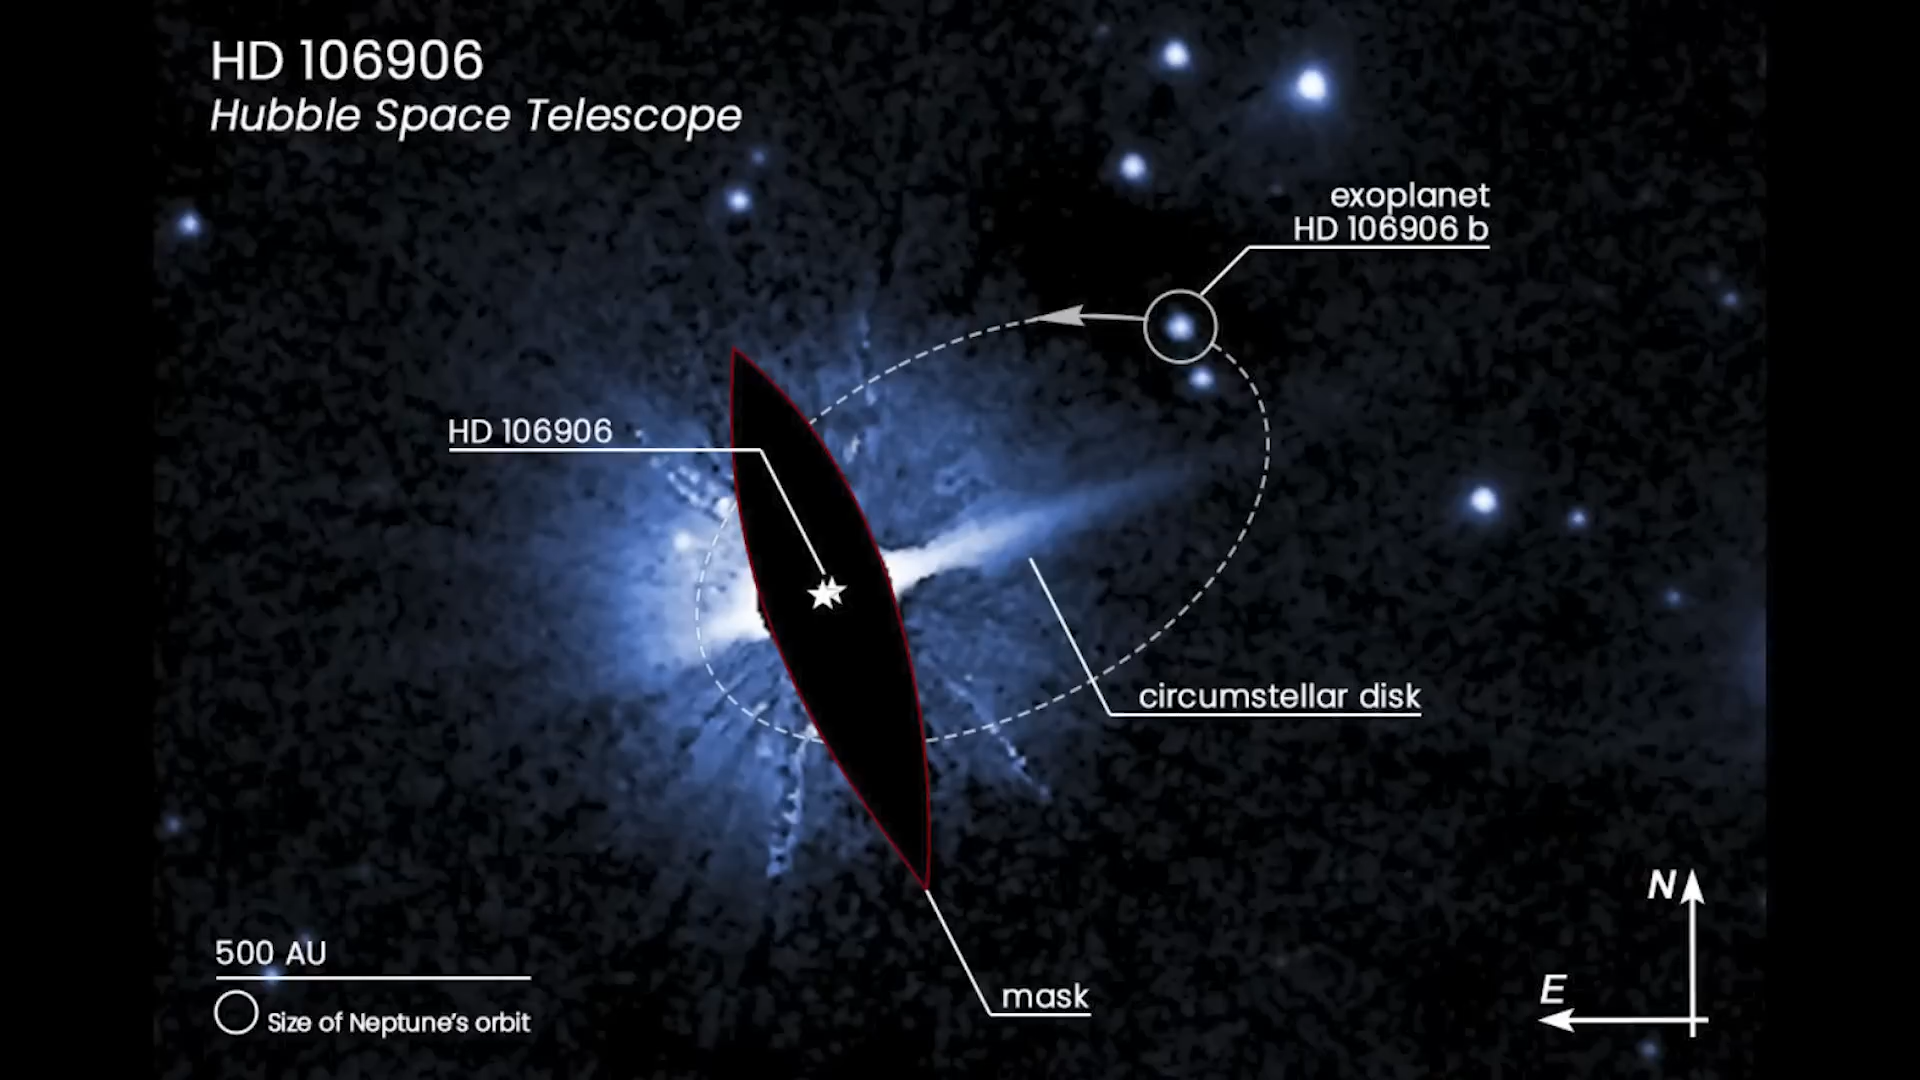 HD 106906
Hubble Space Telescope
exoplanet
HD 106906 b
HD 106906
circumstellar disk
500 AU
Size of Neptune's orbit
mask
N
E